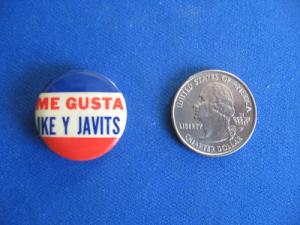 ME GUSTA
IKE Y JAVITS
UNITED STATES OF AMERICA
LIBERTY
QUARTER DOLLAR